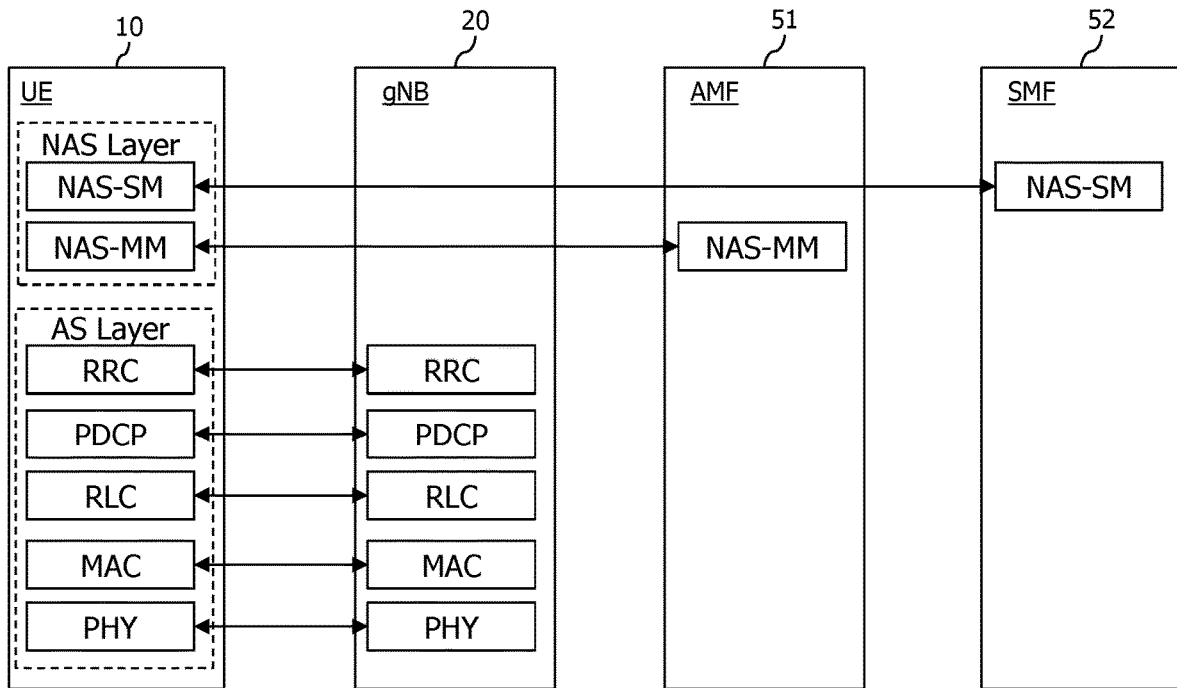 10 20 51 52
UE gNB AMF SMF
NAS Layer
NAS-SM NAS-SM
NAS-MM NAS-MM
AS Layer
RRC RRC
PDCP PDCP
RLC RLC
MAC MAC
PHY PHY